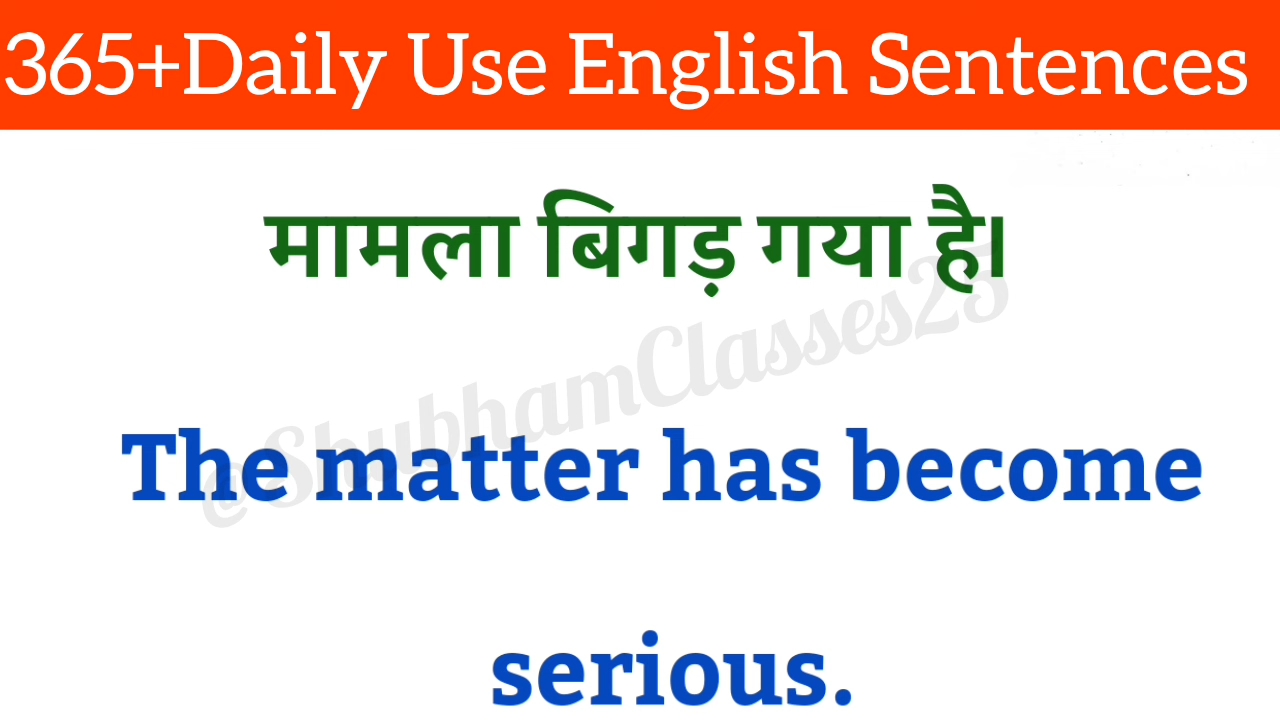 365+Daily Use English Sentences
मामला बिगड़ गया है।
@ShubhamClasses25
The matter has become
serious.